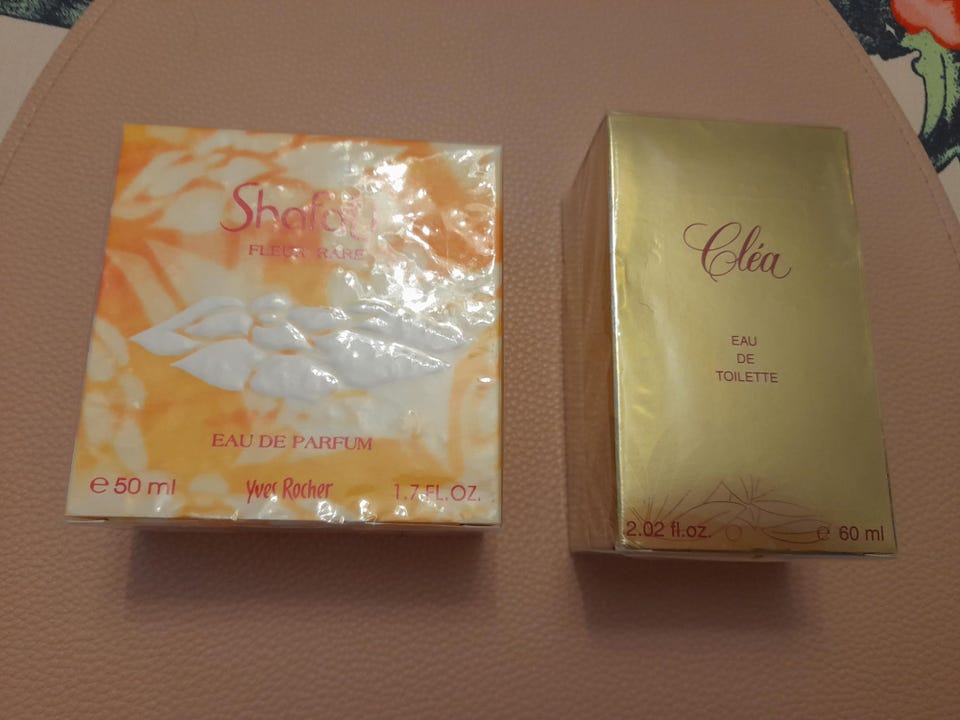 Shafali
FLEUR RARE
EAU DE PARFUM
e 50 ml Yves Rocher 1.7 FL.OZ.
Cléa
EAU
DE
TOILETTE
2.02 fl.oz. e 60 ml